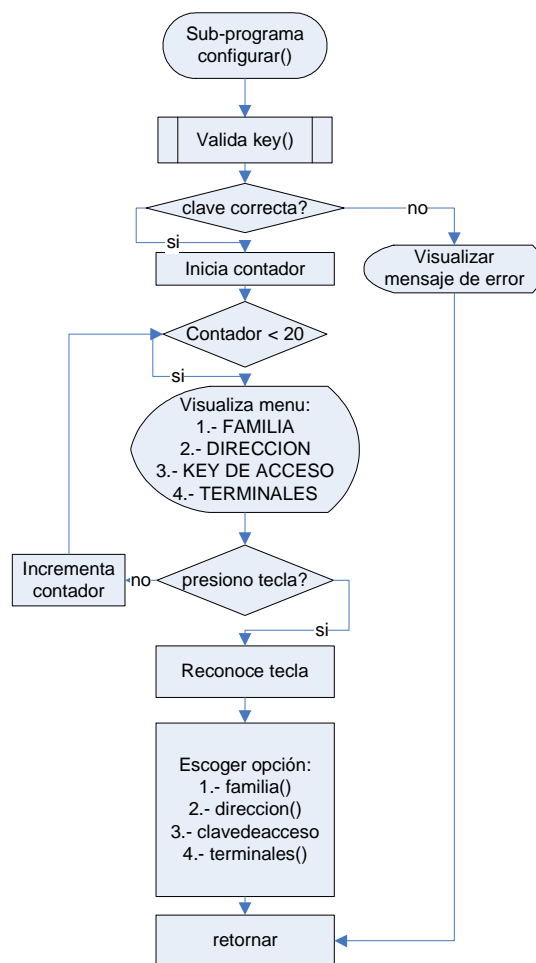 Sub-programa
configurar()
Valida key()
clave correcta?
no
si
Visualizar
mensaje de error
Inicia contador
Contador < 20
si
Visualiza menu:
1.- FAMILIA
2.- DIRECCION
3.- KEY DE ACCESO
4.- TERMINALES
Incrementa
contador
no
presiono tecla?
si
Reconoce tecla
Escoger opción:
1.- familia()
2.- direccion()
3.- clavedeacceso
4.- terminales()
retornar